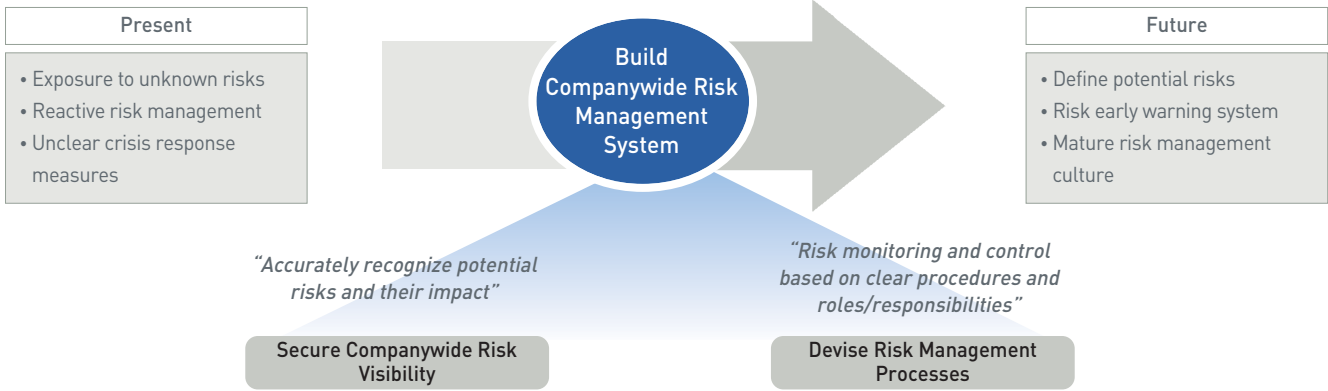 Present
• Exposure to unknown risks
• Reactive risk management
• Unclear crisis response
measures
Build
Companywide Risk
Management
System
Future
• Define potential risks
• Risk early warning system
• Mature risk management
culture
“Accurately recognize potential
risks and their impact”
“Risk monitoring and control
based on clear procedures and
roles/responsibilities”
Secure Companywide Risk
Visibility
Devise Risk Management
Processes